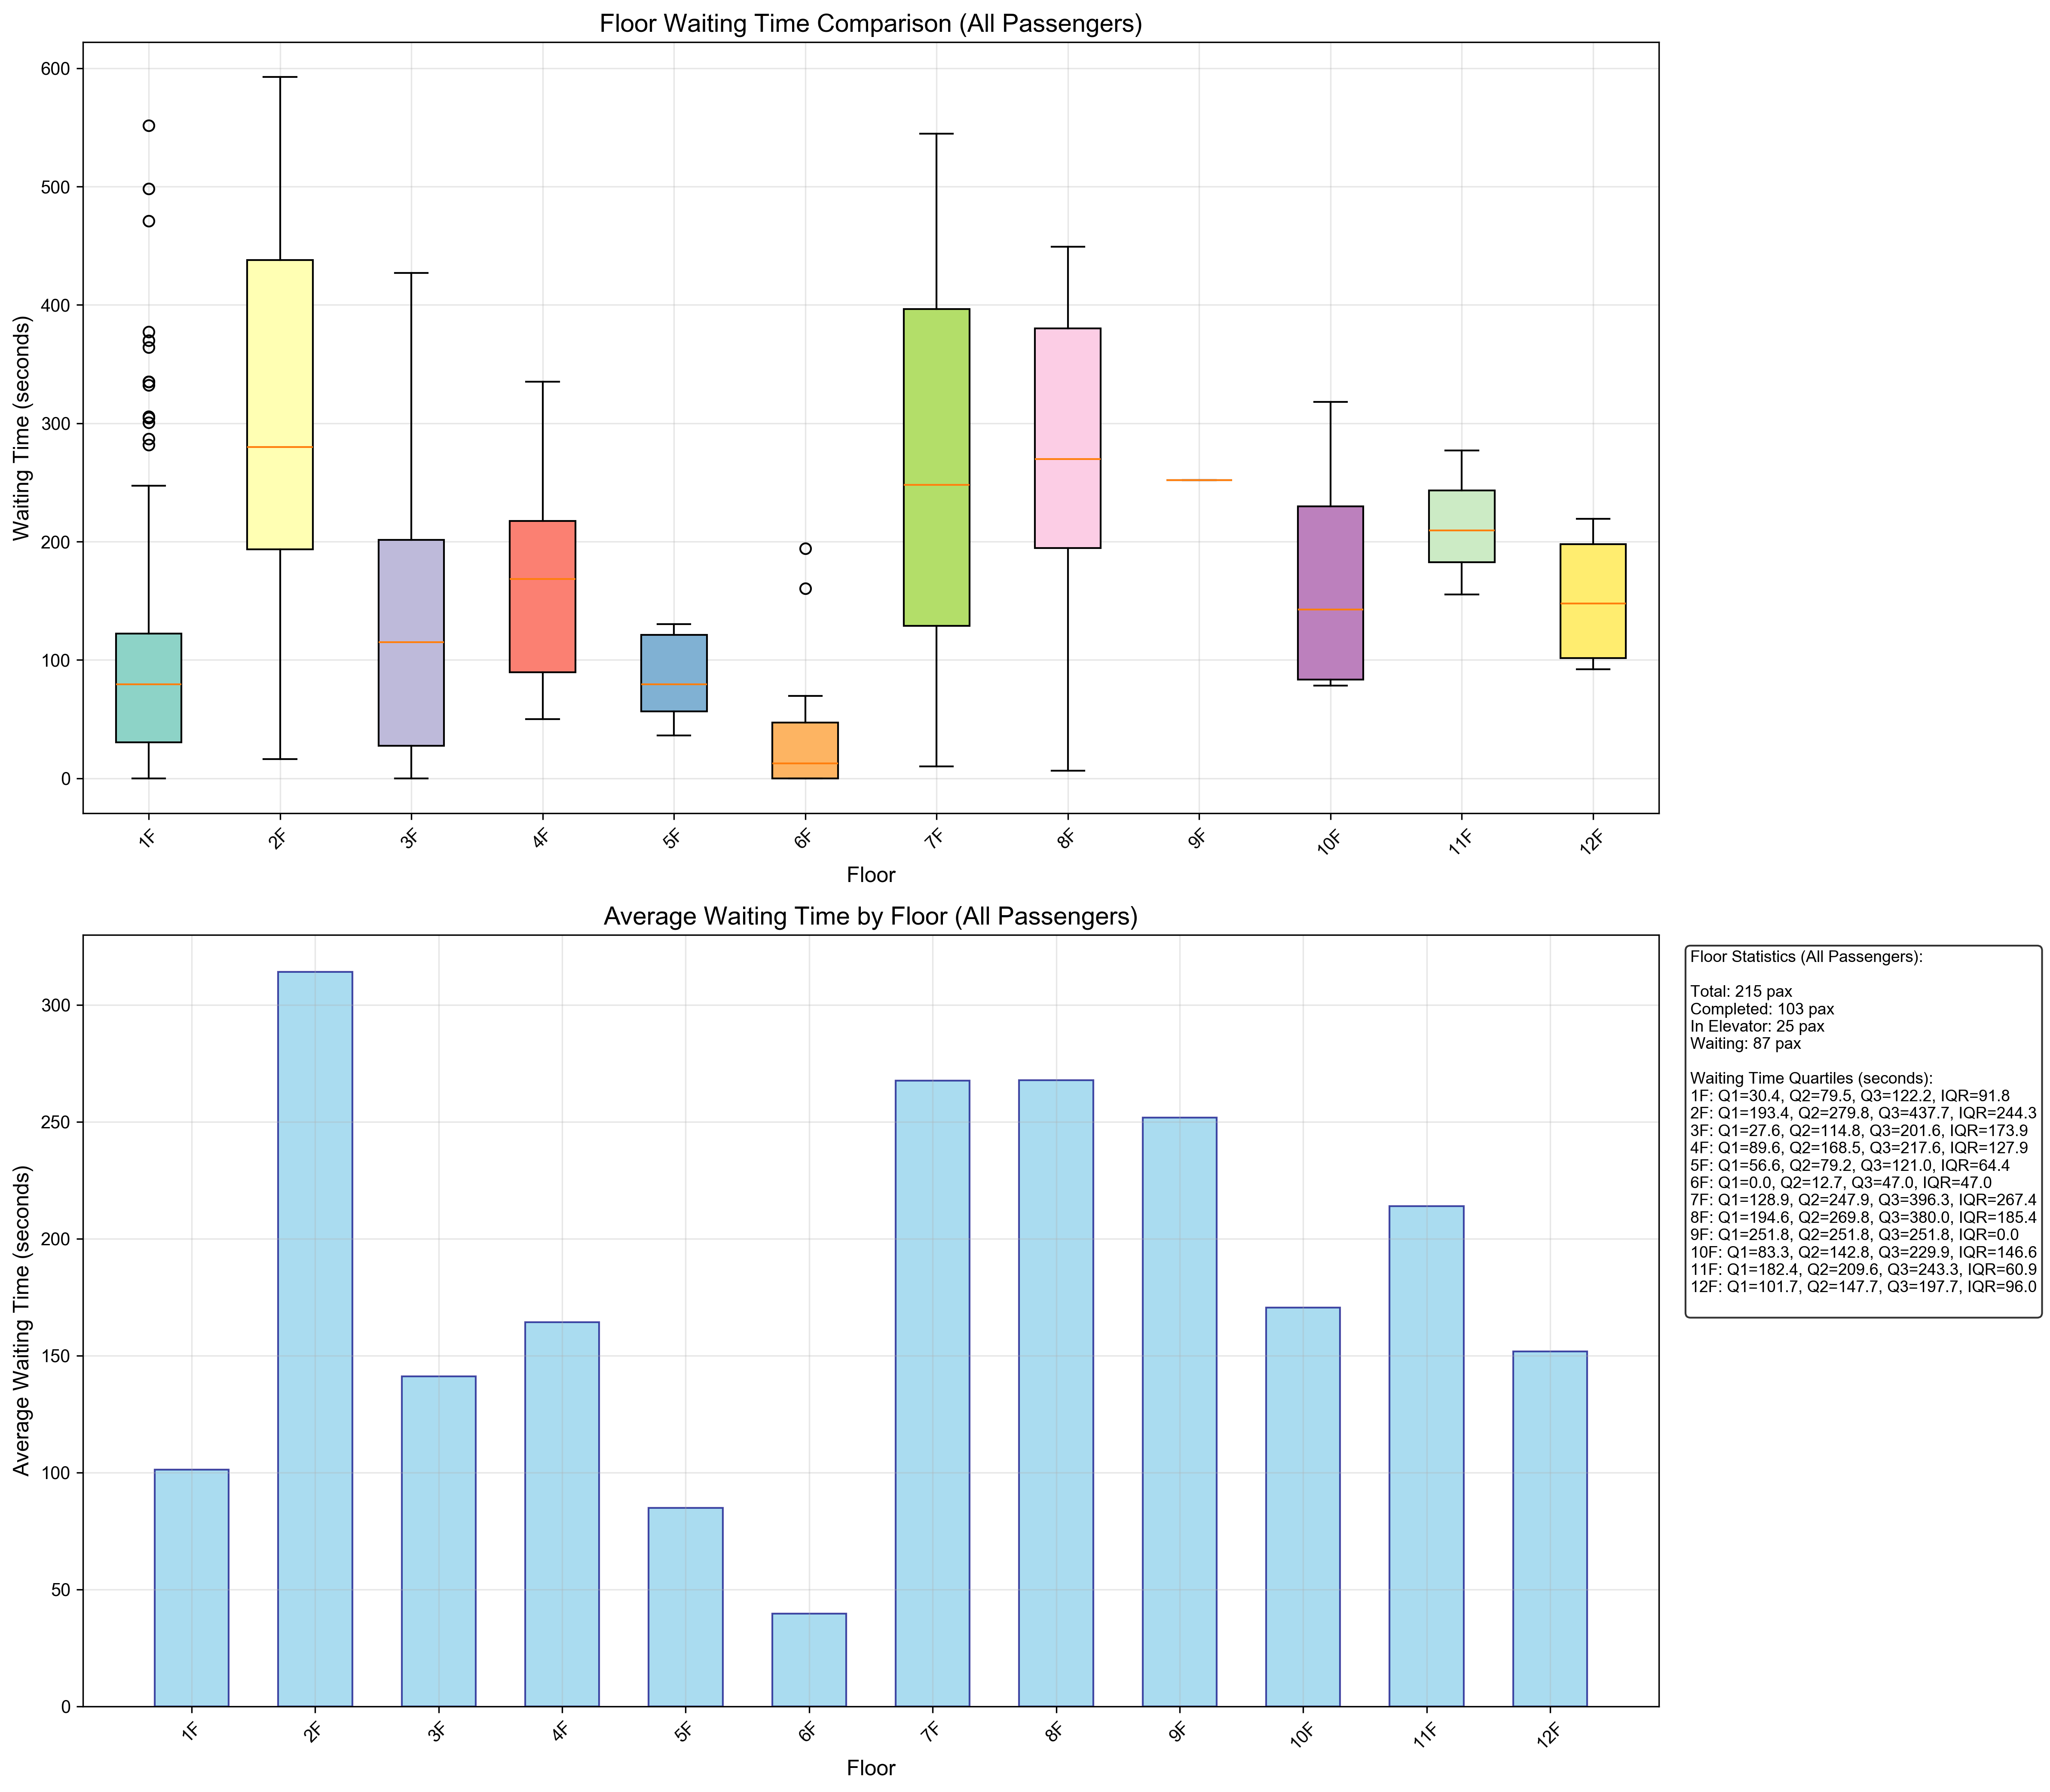 Floor Waiting Time Comparison (All Passengers)
Waiting Time (seconds)
600
500
400
300
200
100
0
1F
2F
3F
4F
5F
6F
7F
8F
9F
10F
11F
12F
Floor
Average Waiting Time by Floor (All Passengers)
Average Waiting Time (seconds)
300
250
200
150
100
50
0
1F
2F
3F
4F
5F
6F
7F
8F
9F
10F
11F
12F
Floor
Floor Statistics (All Passengers):
Total: 215 pax
Completed: 103 pax
In Elevator: 25 pax
Waiting: 87 pax
Waiting Time Quartiles (seconds):
1F: Q1=30.4, Q2=79.5, Q3=122.2, IQR=91.8
2F: Q1=193.4, Q2=279.8, Q3=437.7, IQR=244.3
3F: Q1=27.6, Q2=114.8, Q3=201.6, IQR=173.9
4F: Q1=89.6, Q2=168.5, Q3=217.6, IQR=127.9
5F: Q1=56.6, Q2=79.2, Q3=121.0, IQR=64.4
6F: Q1=0.0, Q2=12.7, Q3=47.0, IQR=47.0
7F: Q1=128.9, Q2=247.9, Q3=396.3, IQR=267.4
8F: Q1=194.6, Q2=269.8, Q3=380.0, IQR=185.4
9F: Q1=251.8, Q2=251.8, Q3=251.8, IQR=0.0
10F: Q1=83.3, Q2=142.8, Q3=229.9, IQR=146.6
11F: Q1=182.4, Q2=209.6, Q3=243.3, IQR=60.9
12F: Q1=101.7, Q2=147.7, Q3=197.7, IQR=96.0